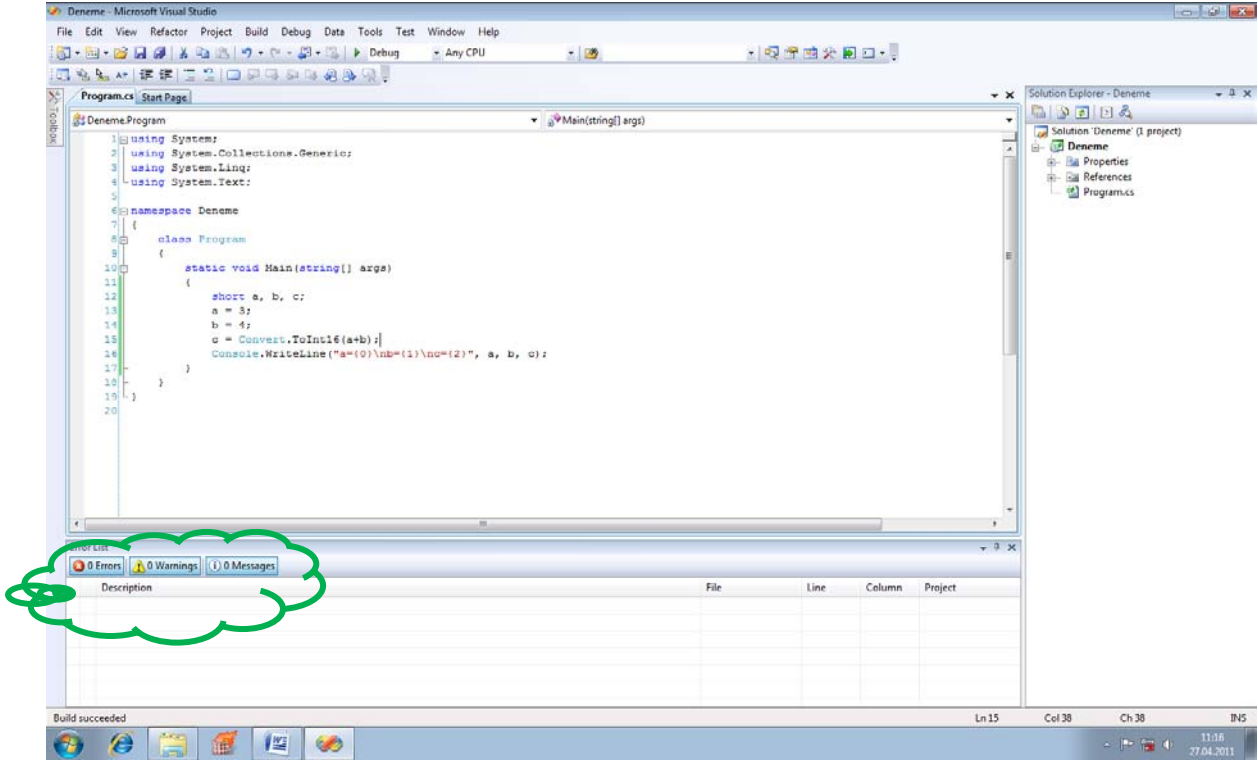 Deneme - Microsoft Visual Studio
File Edit View Refactor Project Build Debug Data Tools Test Window Help
Debug Any CPU
Program.cs Start Page
Toolbox
Deneme.Program Main(string[] args)
1 using System;
2 using System.Collections.Generic;
3 using System.Linq;
4 using System.Text;
5
6 namespace Deneme
7 {
8 class Program
9 {
10 static void Main(string[] args)
11 {
12 short a, b, c;
13 a = 3;
14 b = 4;
15 c = Convert.ToInt16(a+b);
16 Console.WriteLine("a={0}\nb={1}\nc={2}", a, b, c);
17 }
18 }
19 }
20
Solution Explorer - Deneme
Solution 'Deneme' (1 project)
Deneme
Properties
References
Program.cs
Error List
0 Errors 0 Warnings 0 Messages
Description File Line Column Project
Build succeeded Ln 15 Col 38 Ch 38 INS
11:16
27.04.2011